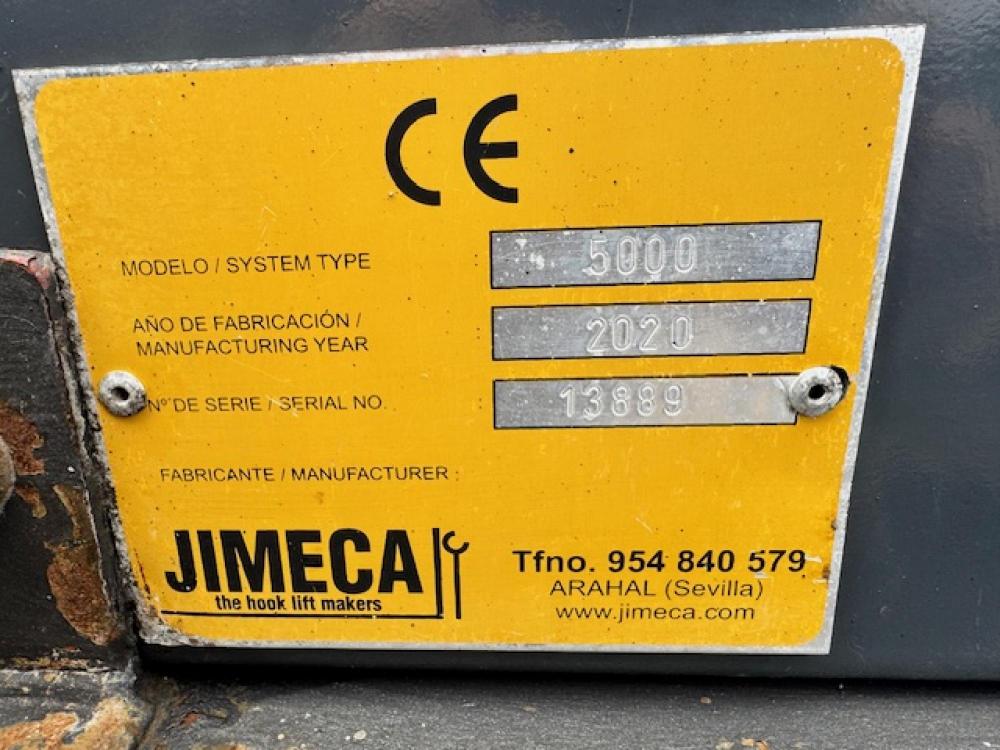 CE
MODELO / SYSTEM TYPE 5000
AÑO DE FABRICACIÓN /
MANUFACTURING YEAR 2020
Nº DE SERIE / SERIAL NO. 13889
FABRICANTE / MANUFACTURER :
JIMECA
the hook lift makers
Tfno. 954 840 579
ARAHAL (Sevilla)
www.jimeca.com